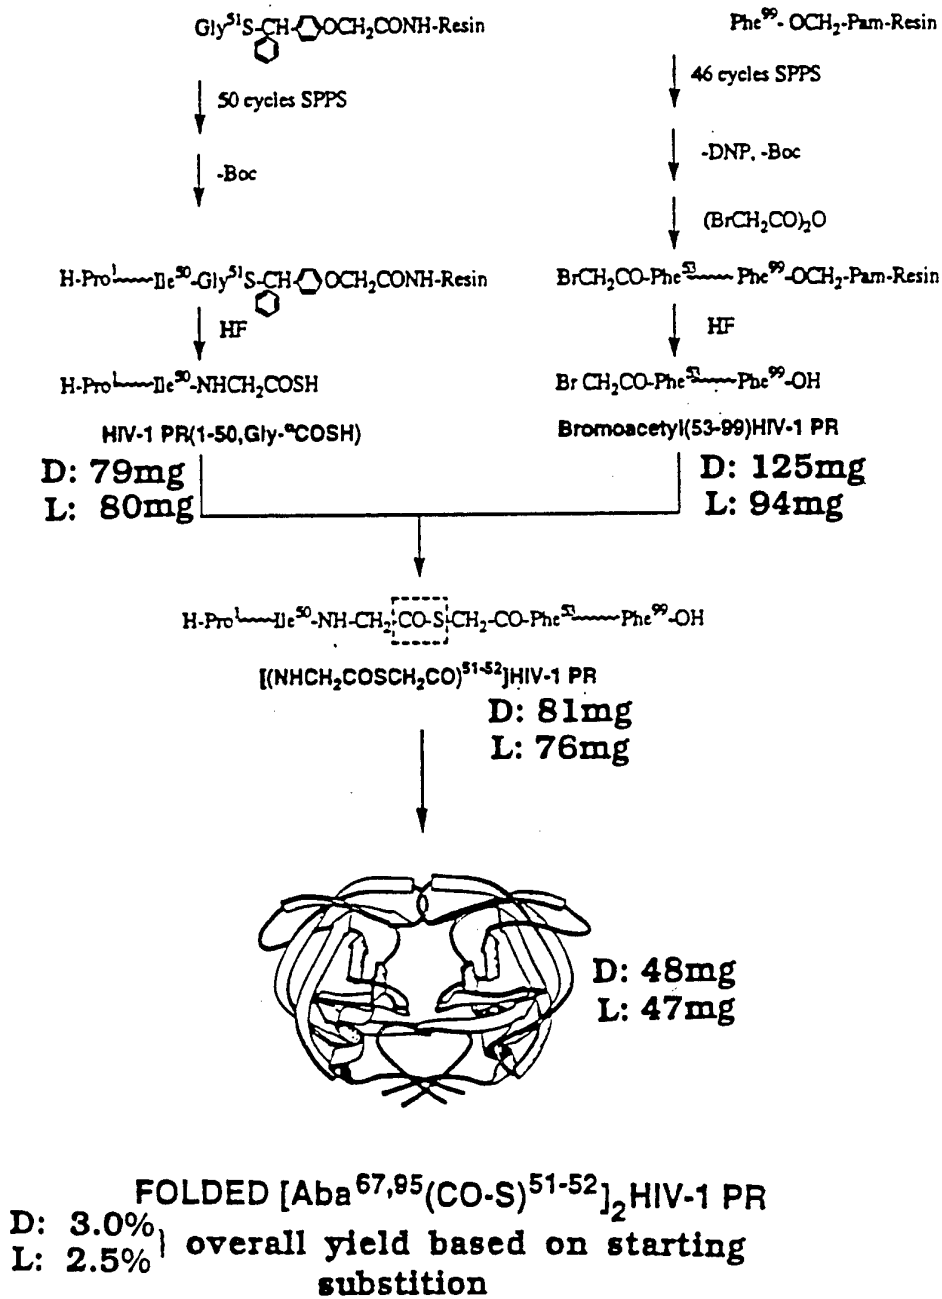 Gly⁵¹S-CH-OCH₂CONH-Resin
Phe⁹⁹- OCH₂-Pam-Resin
50 cycles SPPS
46 cycles SPPS
-Boc
-DNP, -Boc
(BrCH₂CO)₂O
H-Pro¹~~~Ile⁵⁰-Gly⁵¹S-CH-OCH₂CONH-Resin
BrCH₂CO-Phe⁵³~~~Phe⁹⁹-OCH₂-Pam-Resin
HF
HF
H-Pro¹~~~Ile⁵⁰-NHCH₂COSH
Br CH₂CO-Phe⁵³~~~Phe⁹⁹-OH
HIV-1 PR(1-50,Gly-ᵅCOSH)
Bromoacetyl(53-99)HIV-1 PR
D: 79mg
L: 80mg
D: 125mg
L: 94mg
H-Pro¹~~~Ile⁵⁰-NH-CH₂-CO-S-CH₂-CO-Phe⁵³~~~Phe⁹⁹-OH
[(NHCH₂COSCH₂CO)⁵¹⁻⁵²]HIV-1 PR
D: 81mg
L: 76mg
D: 48mg
L: 47mg
FOLDED [Aba⁶⁷,⁹⁵(CO-S)⁵¹⁻⁵²]₂HIV-1 PR
D: 3.0%
L: 2.5%
} overall yield based on starting
substition